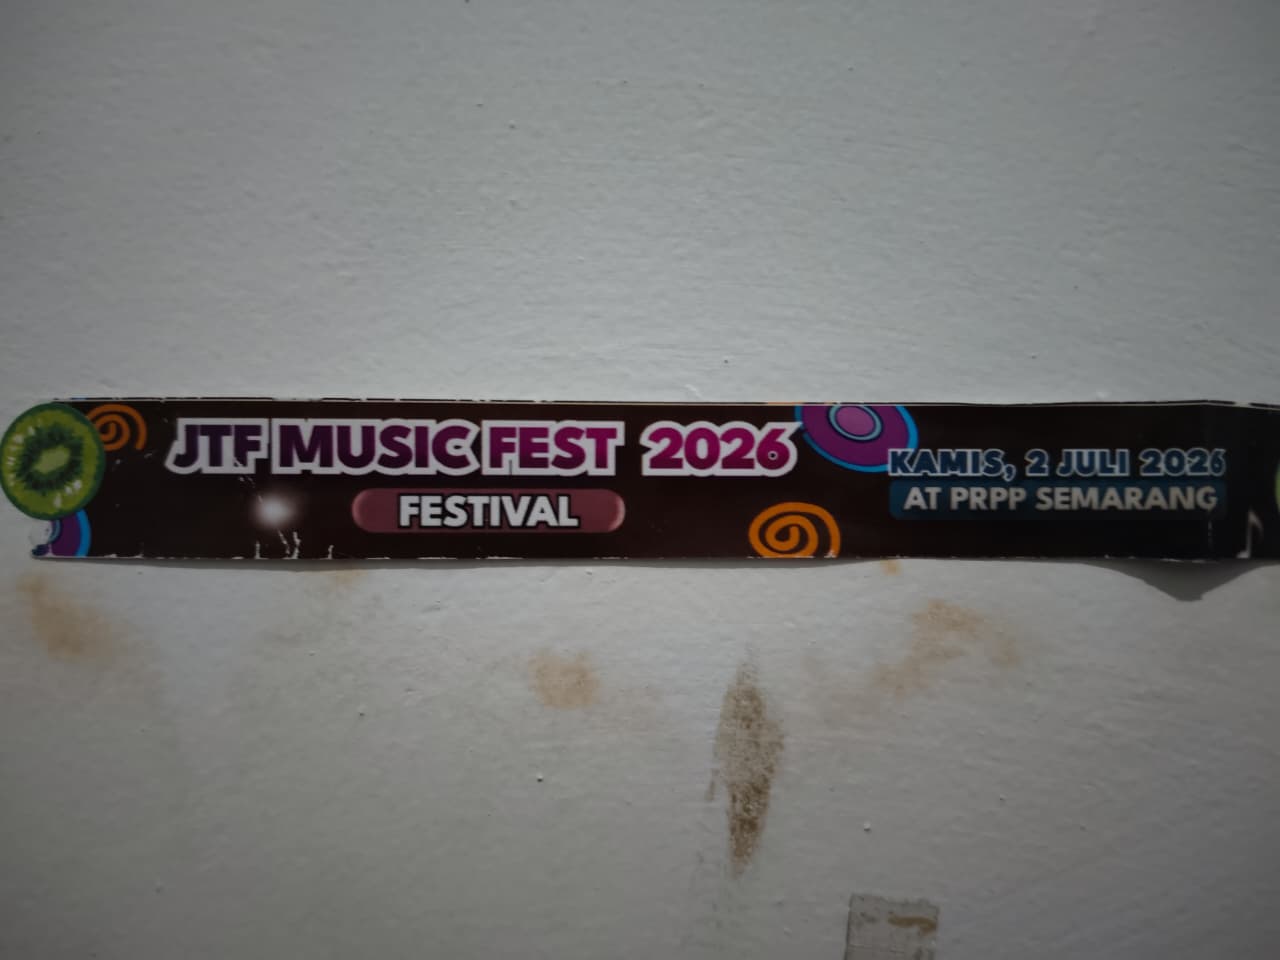 JTF MUSIC FEST 2026
FESTIVAL
KAMIS, 2 JULI 2026
AT PRPP SEMARANG